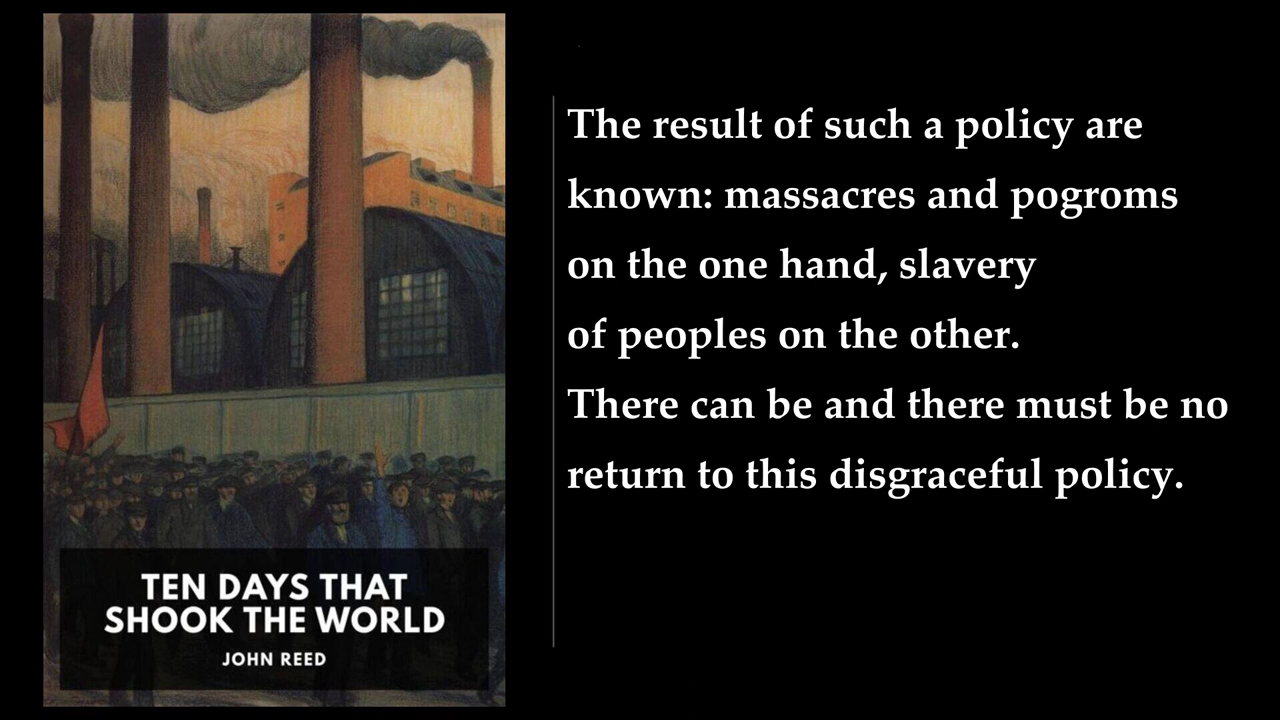 TEN DAYS THAT
SHOOK THE WORLD
JOHN REED
The result of such a policy are
known: massacres and pogroms
on the one hand, slavery
of peoples on the other.
There can be and there must be no
return to this disgraceful policy.